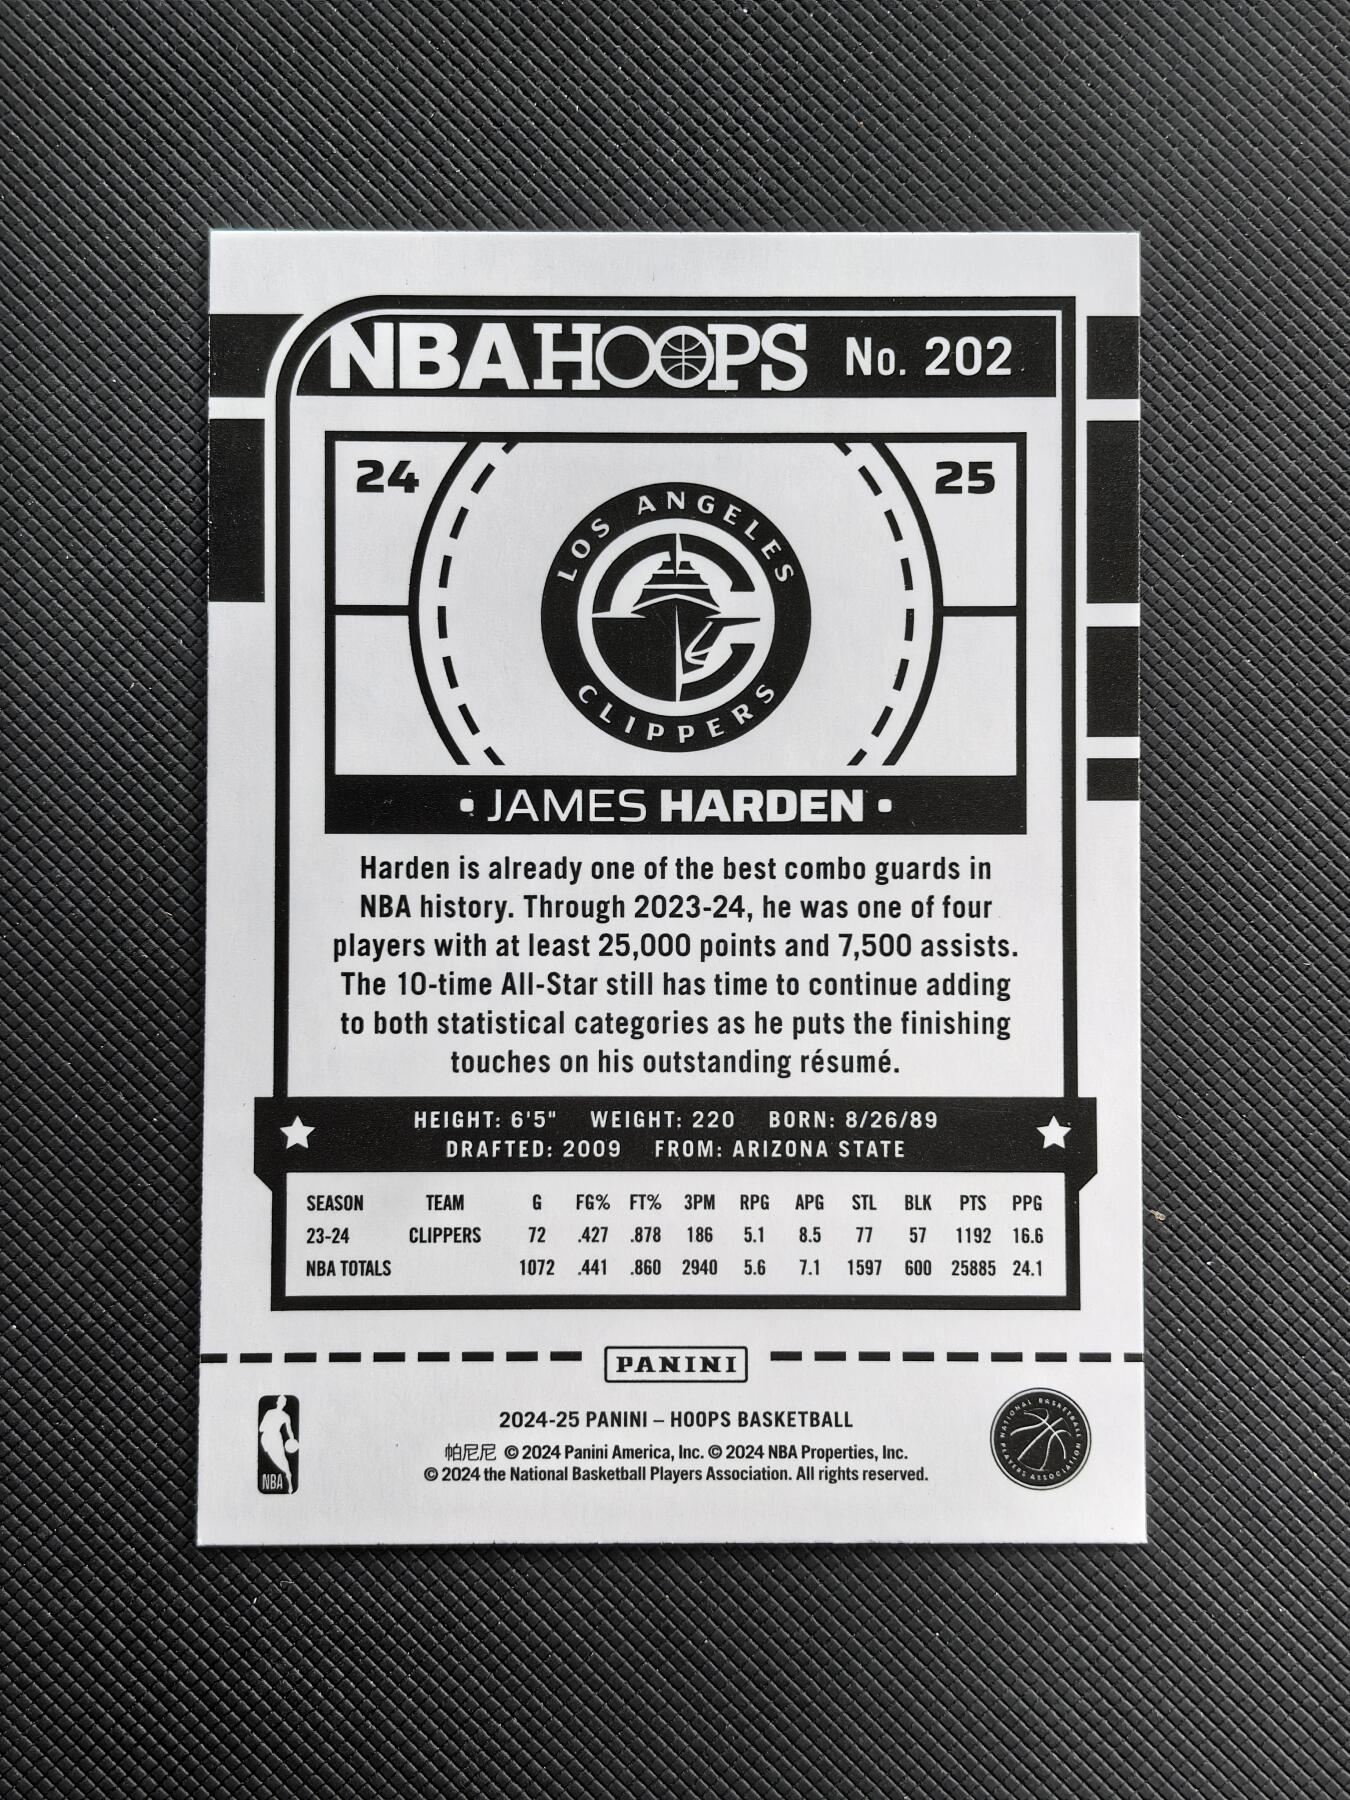 NBA HOOPS No. 202
24 25
LOS ANGELES
CLIPPERS
JAMES HARDEN
Harden is already one of the best combo guards in
NBA history. Through 2023-24, he was one of four
players with at least 25,000 points and 7,500 assists.
The 10-time All-Star still has time to continue adding
to both statistical categories as he puts the finishing
touches on his outstanding résumé.
HEIGHT: 6'5" WEIGHT: 220 BORN: 8/26/89
DRAFTED: 2009 FROM: ARIZONA STATE
SEASON TEAM G FG% FT% 3PM RPG APG STL BLK PTS PPG
23-24 CLIPPERS 72 .427 .878 186 5.1 8.5 77 57 1192 16.6
NBA TOTALS 1072 .441 .860 2940 5.6 7.1 1597 600 25885 24.1
PANINI
2024-25 PANINI – HOOPS BASKETBALL
帕尼尼 © 2024 Panini America, Inc. © 2024 NBA Properties, Inc.
© 2024 the National Basketball Players Association. All rights reserved.
NBA
NATIONAL BASKETBALL
PLAYERS ASSOCIATION